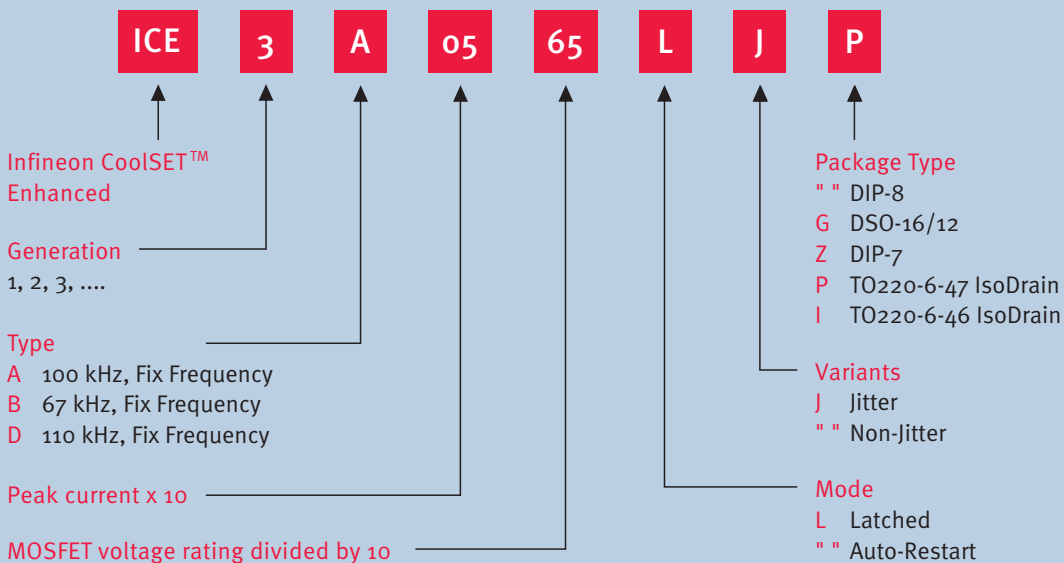 ICE 3 A 05 65 L J P
Infineon CoolSET™
Enhanced
Generation
1, 2, 3, ....
Type
A 100 kHz, Fix Frequency
B 67 kHz, Fix Frequency
D 110 kHz, Fix Frequency
Peak current x 10
MOSFET voltage rating divided by 10
Package Type
" " DIP-8
G DSO-16/12
Z DIP-7
P TO220-6-47 IsoDrain
I TO220-6-46 IsoDrain
Variants
J Jitter
" " Non-Jitter
Mode
L Latched
" " Auto-Restart